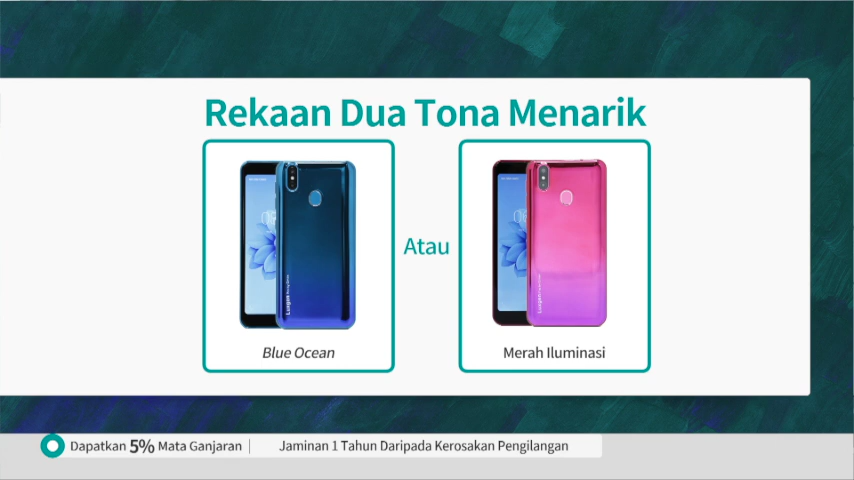 Rekaan Dua Tona Menarik
Atau
Blue Ocean
Merah Iluminasi
Dapatkan 5% Mata Ganjaran | Jaminan 1 Tahun Daripada Kerosakan Pengilangan